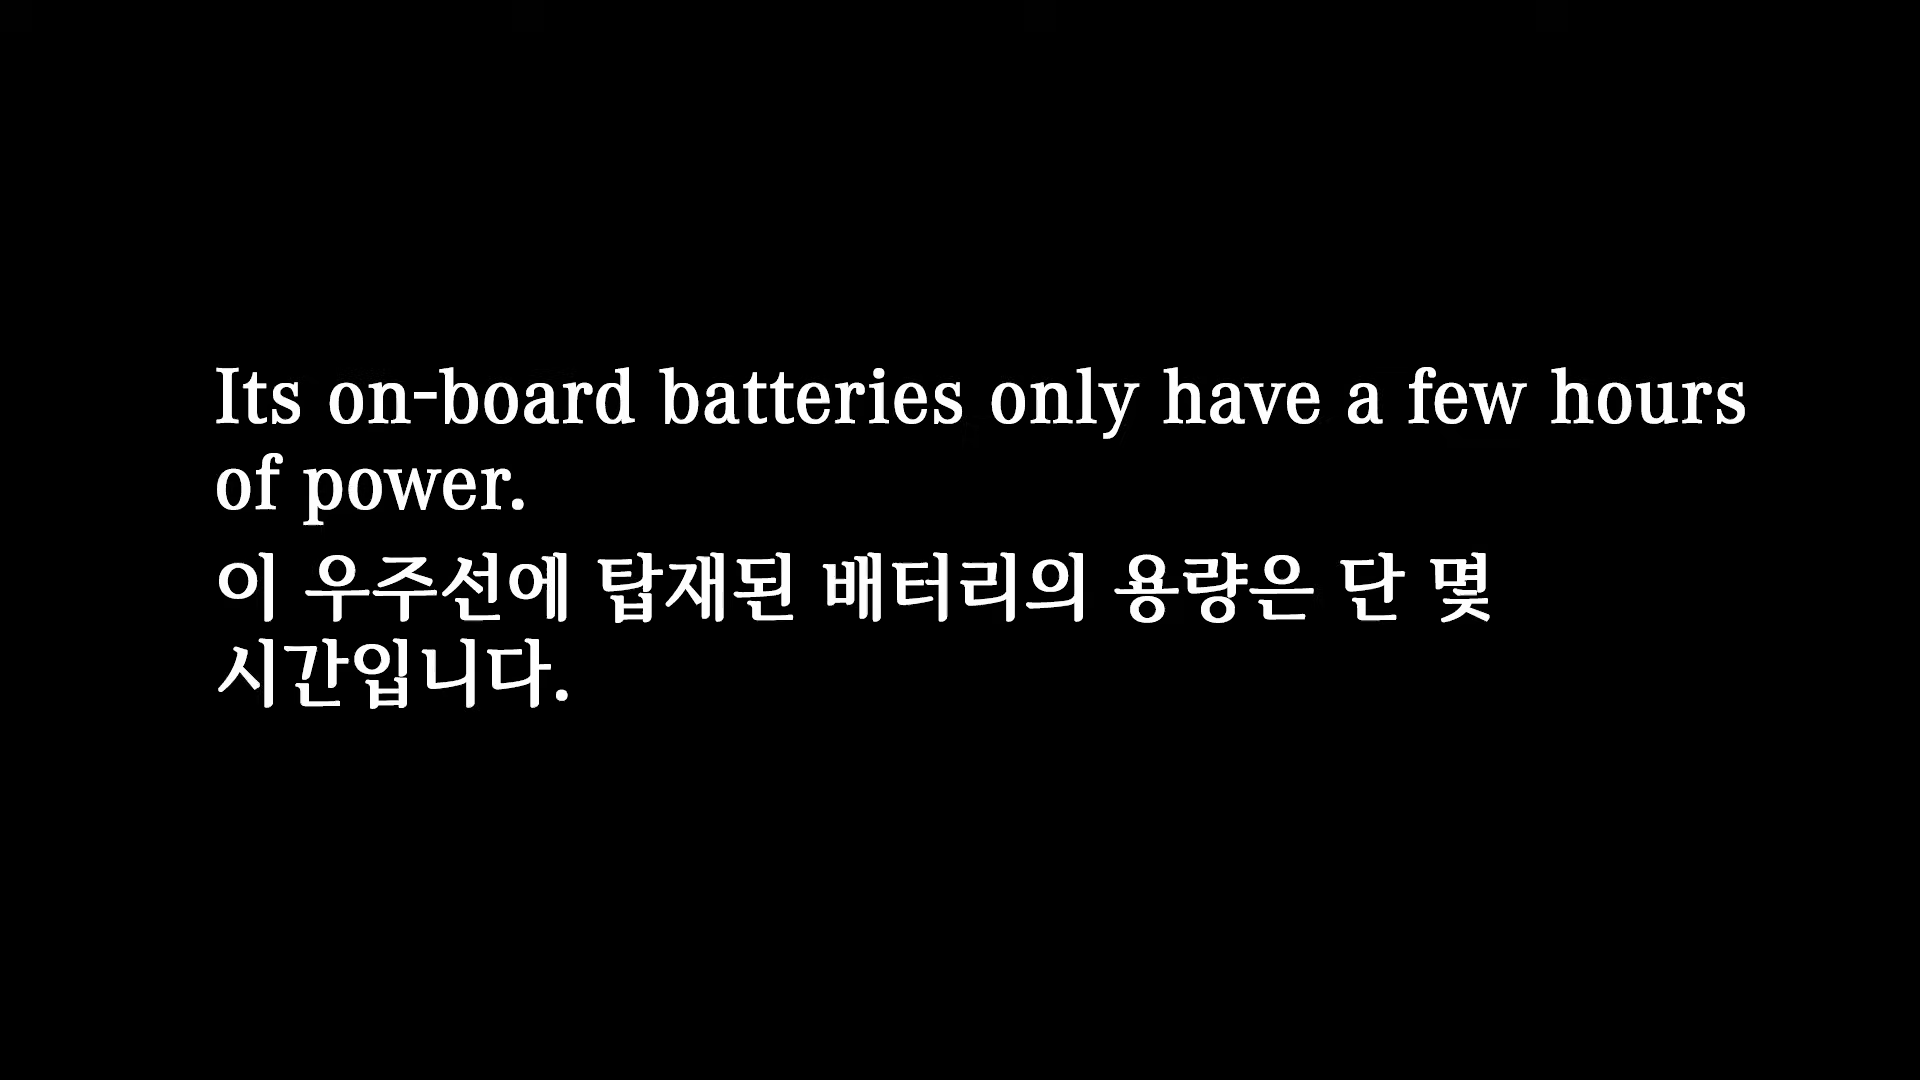 Its on-board batteries only have a few hours
of power.
이 우주선에 탑재된 배터리의 용량은 단 몇
시간입니다.